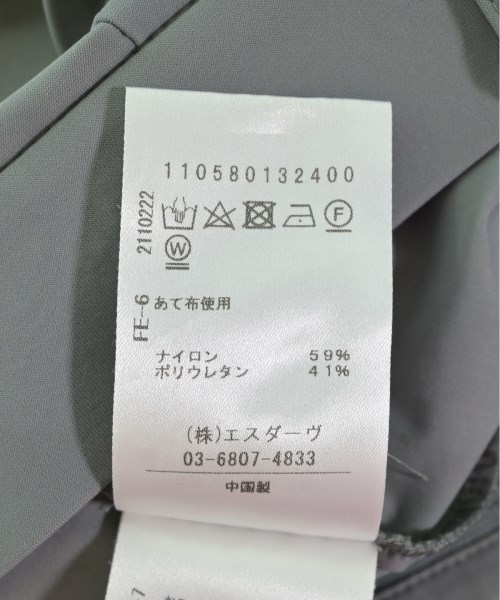 110580132400
2110222
F
W
FE-6
あて布使用
ナイロン 59%
ポリウレタン 41%
(株)エスダーヴ
03-6807-4833
中国製